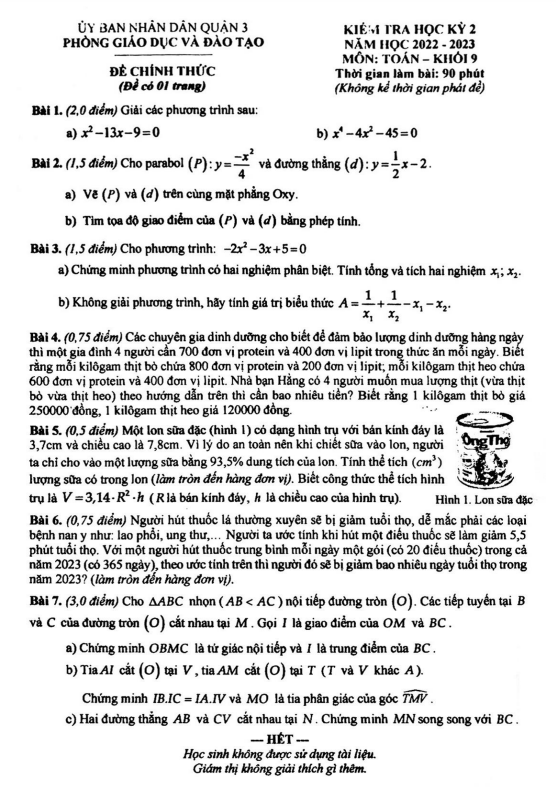 ỦY BAN NHÂN DÂN QUẬN 3
PHÒNG GIÁO DỤC VÀ ĐÀO TẠO
ĐỀ CHÍNH THỨC
(Đề có 01 trang)
KIỂM TRA HỌC KỲ 2
NĂM HỌC 2022 - 2023
MÔN: TOÁN – KHỐI 9
Thời gian làm bài: 90 phút
(Không kể thời gian phát đề)
Bài 1. (2,0 điểm) Giải các phương trình sau:
a) x² −13x−9=0 b) x⁴ −4x² −45=0
Bài 2. (1,5 điểm) Cho parabol (P): y = −x²/4 và đường thẳng (d): y = 1/2 x − 2.
a) Vẽ (P) và (d) trên cùng mặt phẳng Oxy.
b) Tìm tọa độ giao điểm của (P) và (d) bằng phép tính.
Bài 3. (1,5 điểm) Cho phương trình: −2x² −3x+5=0
a) Chứng minh phương trình có hai nghiệm phân biệt. Tính tổng và tích hai nghiệm x₁; x₂.
b) Không giải phương trình, hãy tính giá trị biểu thức A = 1/x₁ + 1/x₂ − x₁ − x₂.
Bài 4. (0,75 điểm) Các chuyên gia dinh dưỡng cho biết để đảm bảo lượng dinh dưỡng hàng ngày
thì một gia đình 4 người cần 700 đơn vị protein và 400 đơn vị lipit trong thức ăn mỗi ngày. Biết
rằng mỗi kilôgam thịt bò chứa 800 đơn vị protein và 200 đơn vị lipit; mỗi kilôgam thịt heo chứa
600 đơn vị protein và 400 đơn vị lipit. Nhà bạn Hằng có 4 người muốn mua lượng thịt (vừa thịt
bò vừa thịt heo) theo hướng dẫn trên thì cần bao nhiêu tiền? Biết rằng 1 kilôgam thịt bò giá
250000 đồng, 1 kilôgam thịt heo giá 120000 đồng.
Bài 5. (0,5 điểm) Một lon sữa đặc (hình 1) có dạng hình trụ với bán kính đáy là
3,7cm và chiều cao là 7,8cm. Vì lý do an toàn nên khi chiết sữa vào lon, người
ta chỉ cho vào một lượng sữa bằng 93,5% dung tích của lon. Tính thể tích (cm³)
lượng sữa có trong lon (làm tròn đến hàng đơn vị). Biết công thức thể tích hình
trụ là V = 3,14·R²·h (R là bán kính đáy, h là chiều cao của hình trụ).
Ông Thọ
Hình 1. Lon sữa đặc
Bài 6. (0,75 điểm) Người hút thuốc lá thường xuyên sẽ bị giảm tuổi thọ, dễ mắc phải các loại
bệnh nan y như: lao phổi, ung thư,... Người ta ước tính khi hút một điếu thuốc sẽ làm giảm 5,5
phút tuổi thọ. Với một người hút thuốc trung bình mỗi ngày một gói (có 20 điếu thuốc) trong cả
năm 2023 (có 365 ngày), theo ước tính trên thì người đó sẽ bị giảm bao nhiêu ngày tuổi thọ trong
năm 2023? (làm tròn đến hàng đơn vị).
Bài 7. (3,0 điểm) Cho ΔABC nhọn (AB < AC) nội tiếp đường tròn (O). Các tiếp tuyến tại B
và C của đường tròn (O) cắt nhau tại M. Gọi I là giao điểm của OM và BC.
a) Chứng minh OBMC là tứ giác nội tiếp và I là trung điểm của BC.
b) Tia AI cắt (O) tại V, tia AM cắt (O) tại T (T và V khác A).
Chứng minh IB.IC = IA.IV và MO là tia phân giác của góc TMV.
c) Hai đường thẳng AB và CV cắt nhau tại N. Chứng minh MN song song với BC.
--- HẾT ---
Học sinh không được sử dụng tài liệu.
Giám thị không giải thích gì thêm.